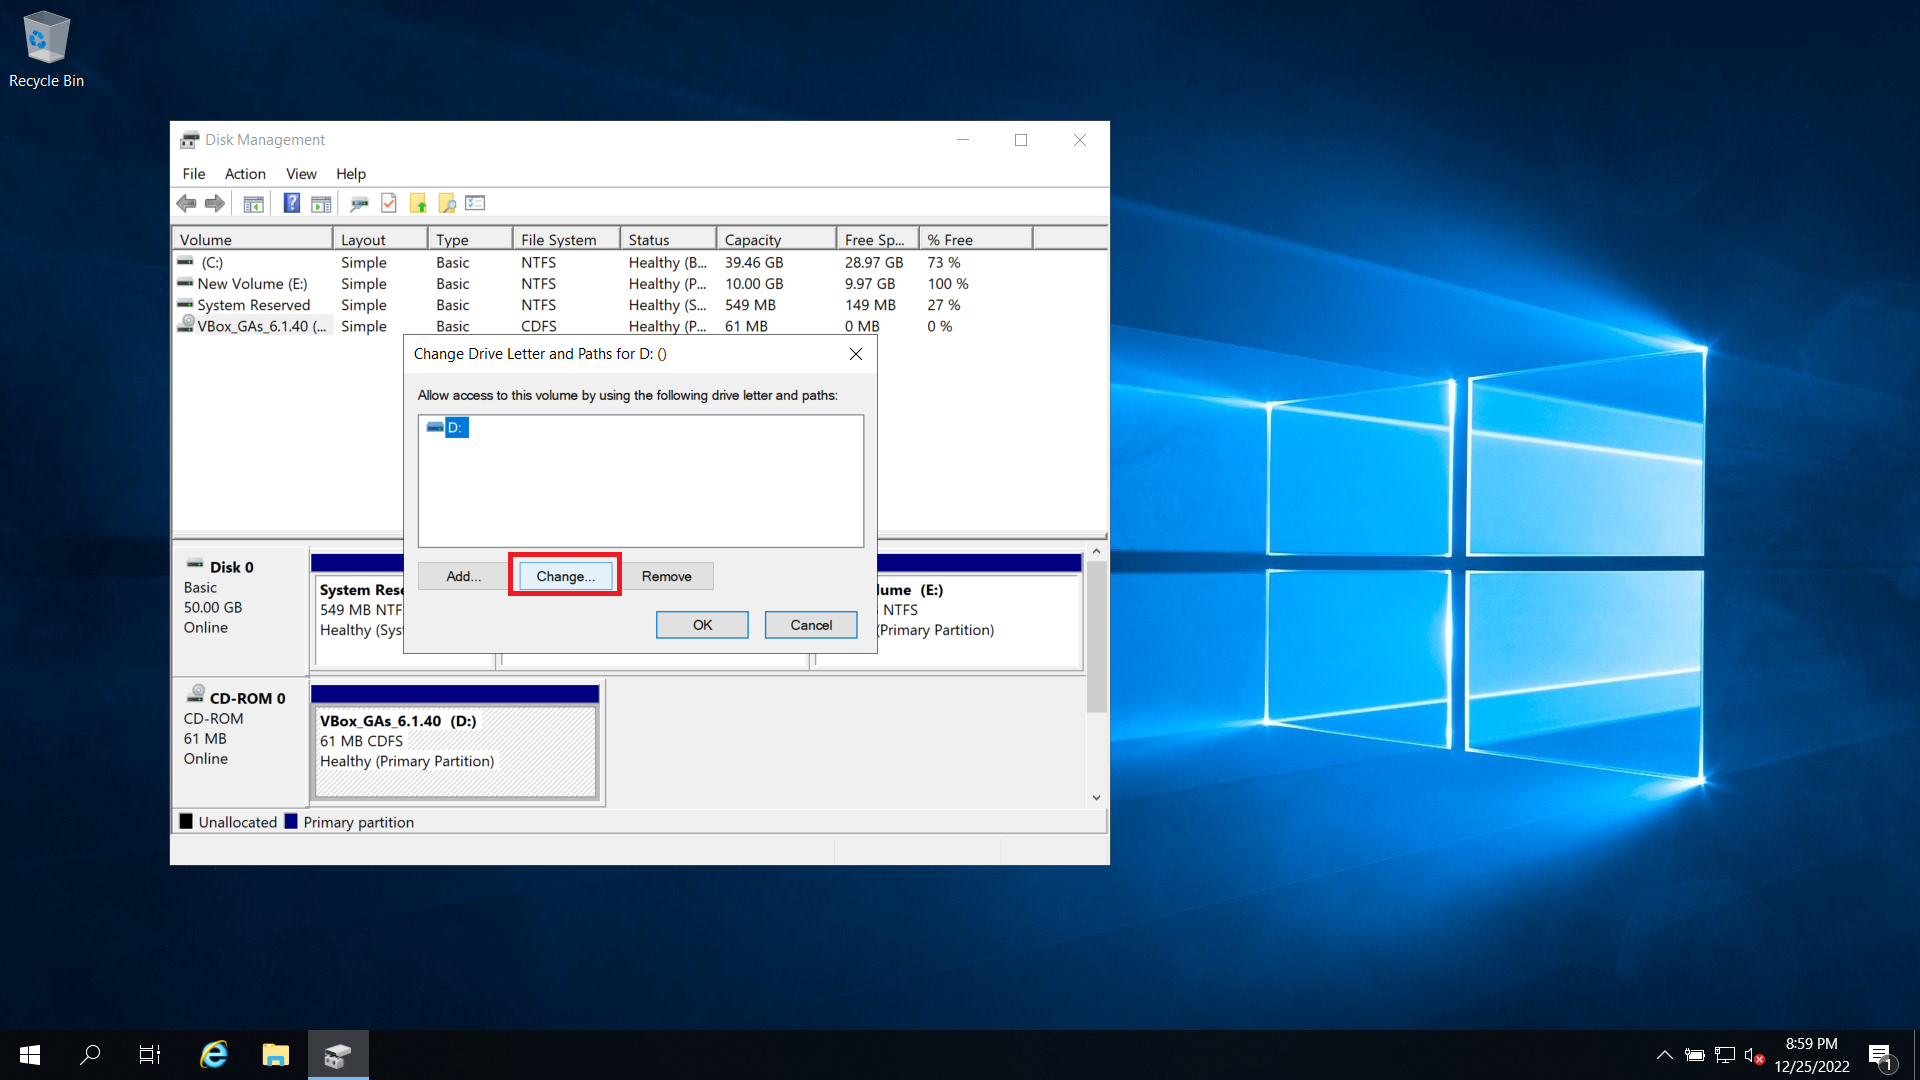 Recycle Bin
Disk Management
File Action View Help
Volume Layout Type File System Status Capacity Free Sp... % Free
(C:) Simple Basic NTFS Healthy (B... 39.46 GB 28.97 GB 73 %
New Volume (E:) Simple Basic NTFS Healthy (P... 10.00 GB 9.97 GB 100 %
System Reserved Simple Basic NTFS Healthy (S... 549 MB 149 MB 27 %
VBox_GAs_6.1.40 (... Simple Basic CDFS Healthy (P... 61 MB 0 MB 0 %
Change Drive Letter and Paths for D: ()
Allow access to this volume by using the following drive letter and paths:
D:
Add... Change... Remove
OK Cancel
Disk 0
Basic
50.00 GB
Online
System Rese
549 MB NTF
Healthy (Syst
lume (E:)
NTFS
(Primary Partition)
CD-ROM 0
CD-ROM
61 MB
Online
VBox_GAs_6.1.40 (D:)
61 MB CDFS
Healthy (Primary Partition)
Unallocated Primary partition
8:59 PM
12/25/2022
1